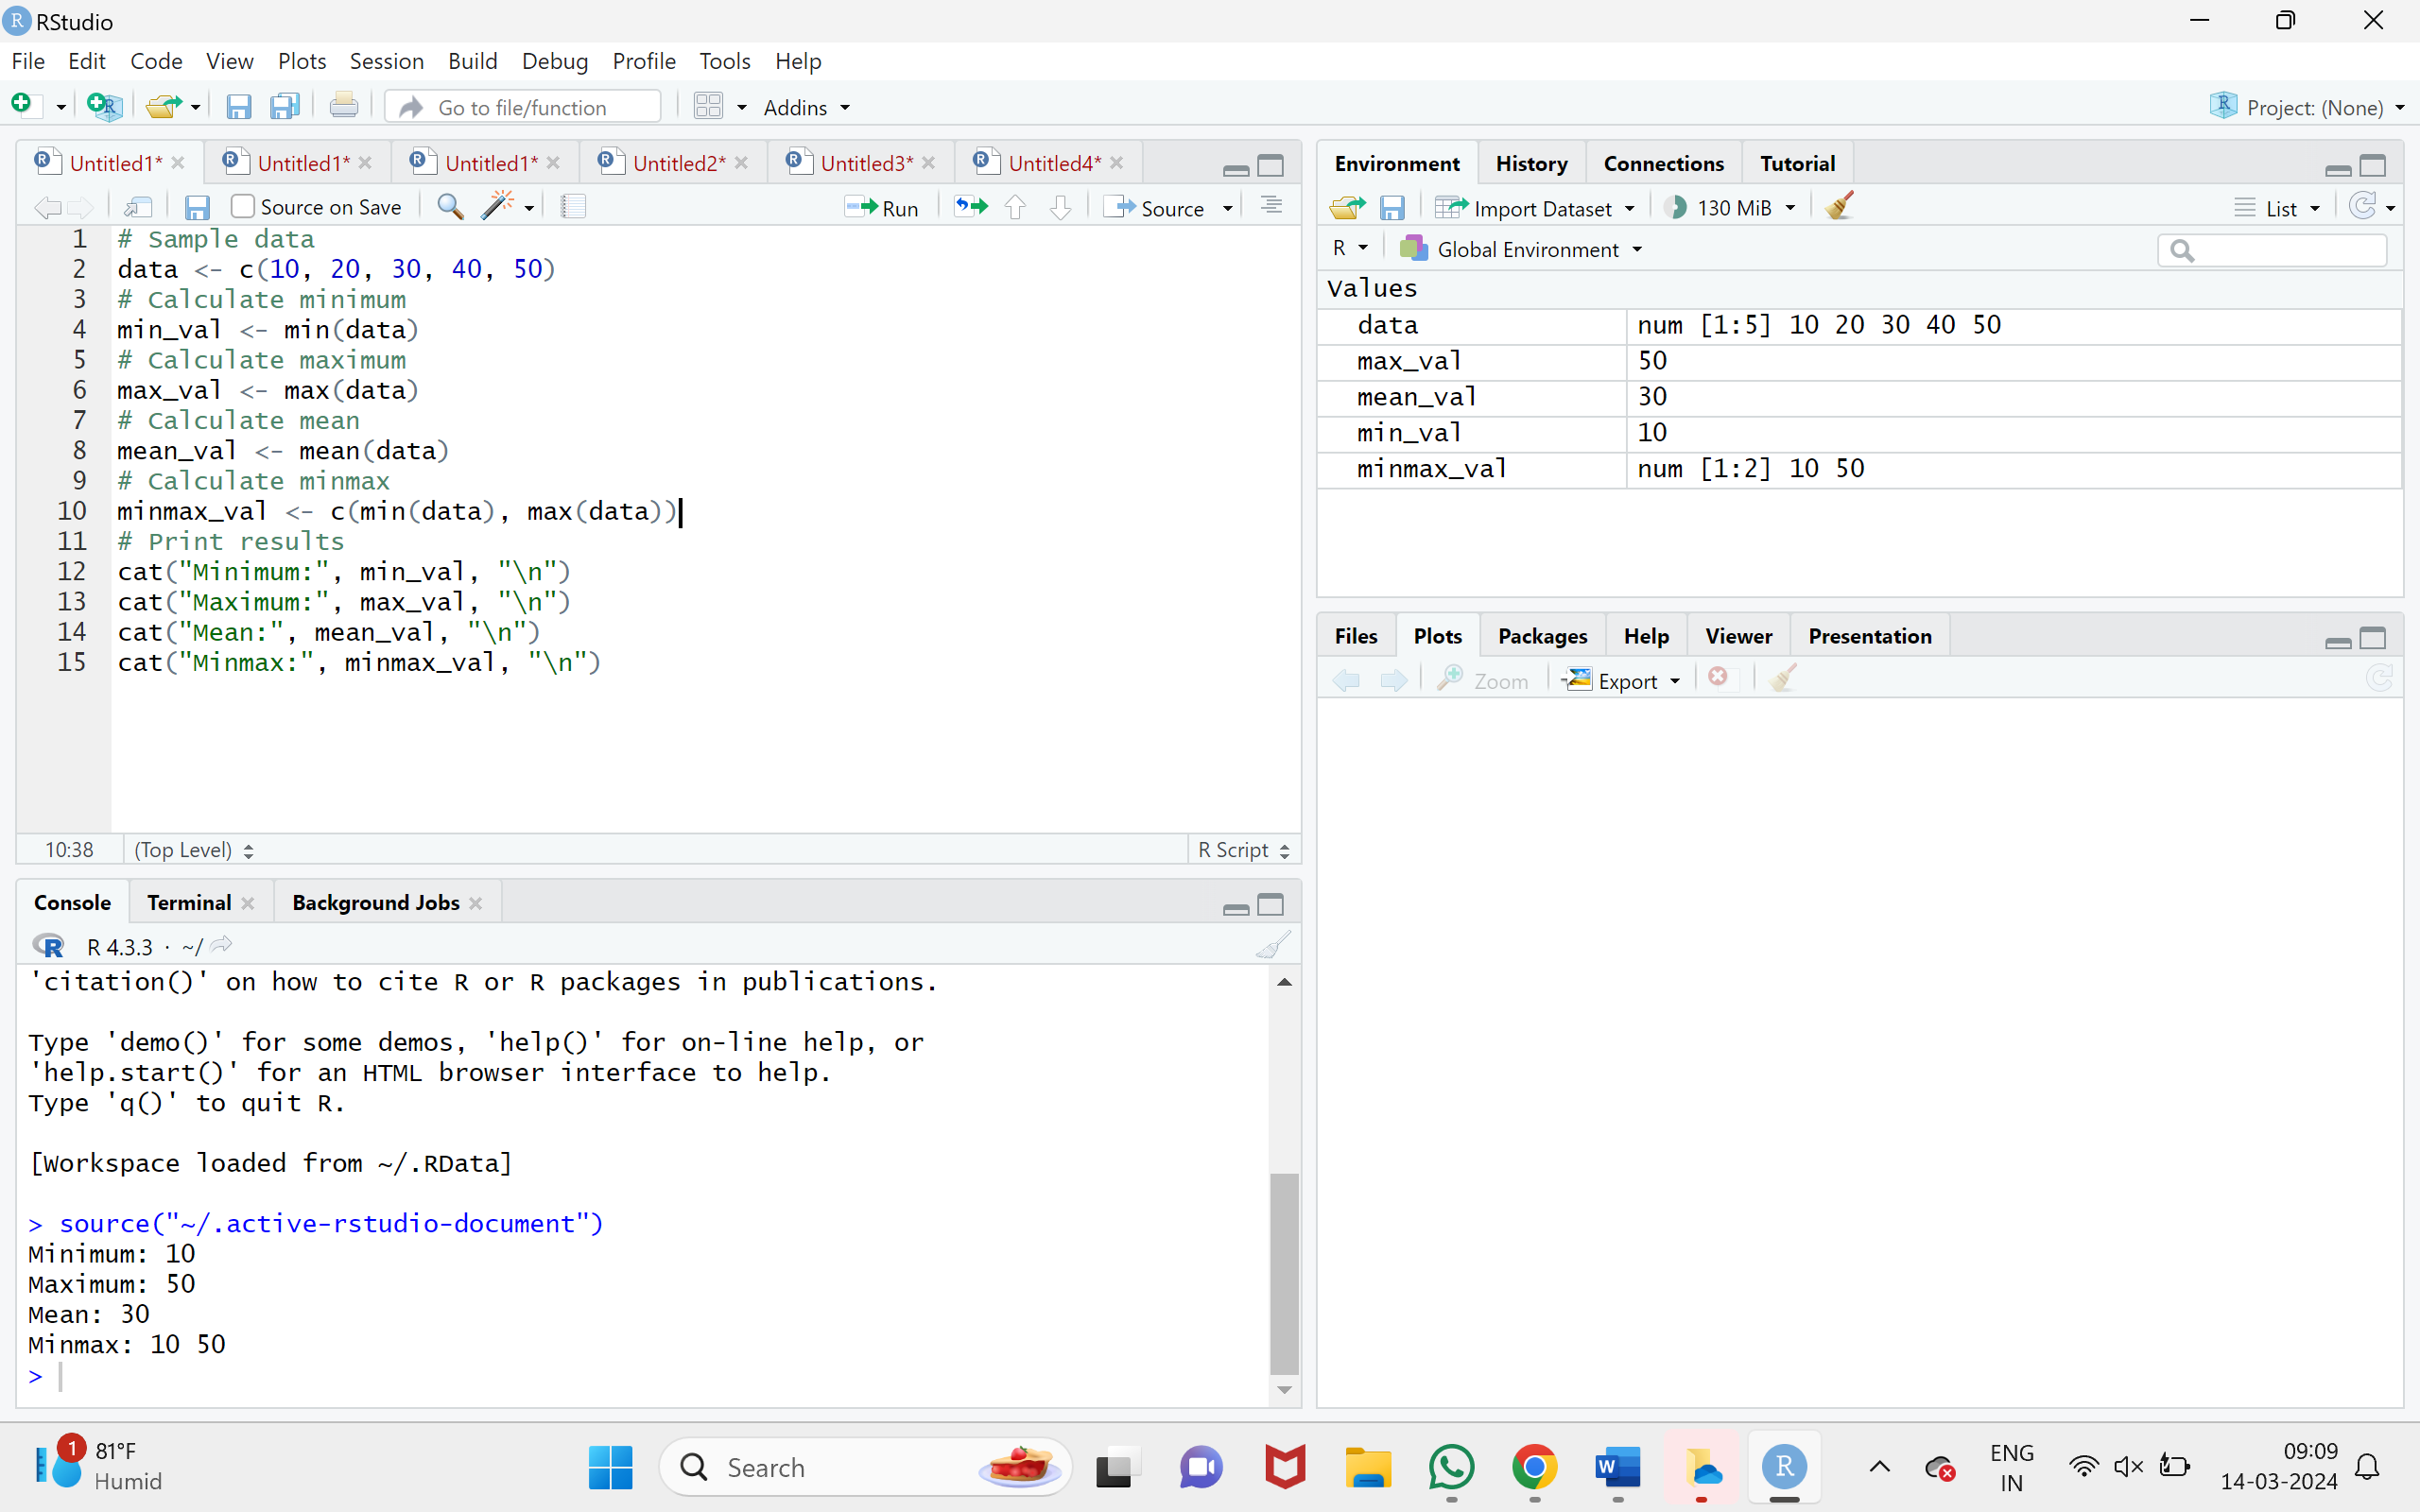 RStudio
File Edit Code View Plots Session Build Debug Profile Tools Help
Go to file/function Addins Project: (None)
Untitled1* Untitled1* Untitled1* Untitled2* Untitled3* Untitled4*
Source on Save Run Source
1 # Sample data
2 data <- c(10, 20, 30, 40, 50)
3 # Calculate minimum
4 min_val <- min(data)
5 # Calculate maximum
6 max_val <- max(data)
7 # Calculate mean
8 mean_val <- mean(data)
9 # Calculate minmax
10 minmax_val <- c(min(data), max(data))
11 # Print results
12 cat("Minimum:", min_val, "\n")
13 cat("Maximum:", max_val, "\n")
14 cat("Mean:", mean_val, "\n")
15 cat("Minmax:", minmax_val, "\n")
10:38 (Top Level) R Script
Console Terminal Background Jobs
R 4.3.3 · ~/
'citation()' on how to cite R or R packages in publications.
Type 'demo()' for some demos, 'help()' for on-line help, or
'help.start()' for an HTML browser interface to help.
Type 'q()' to quit R.
[Workspace loaded from ~/.RData]
> source("~/.active-rstudio-document")
Minimum: 10
Maximum: 50
Mean: 30
Minmax: 10 50
>
Environment History Connections Tutorial
Import Dataset 130 MiB List
R Global Environment
Values
data num [1:5] 10 20 30 40 50
max_val 50
mean_val 30
min_val 10
minmax_val num [1:2] 10 50
Files Plots Packages Help Viewer Presentation
Zoom Export
1 81°F
Humid
Search
ENG
IN
09:09
14-03-2024